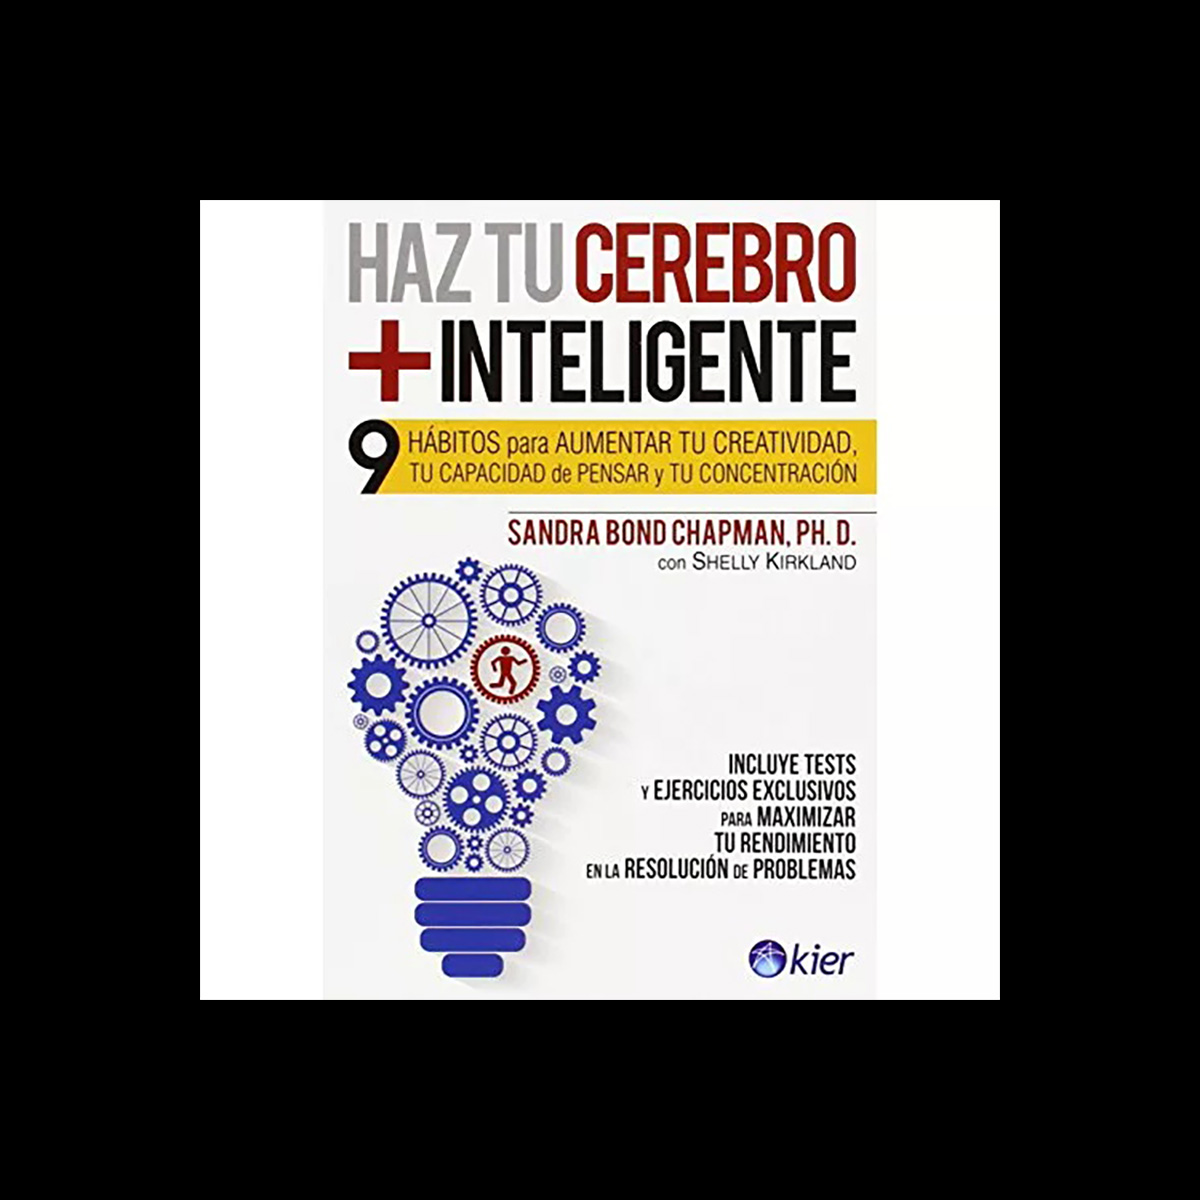 HAZ TU CEREBRO
+ INTELIGENTE
9 HÁBITOS para AUMENTAR TU CREATIVIDAD,
TU CAPACIDAD de PENSAR y TU CONCENTRACIÓN
SANDRA BOND CHAPMAN, PH. D.
con SHELLY KIRKLAND
INCLUYE TESTS
Y EJERCICIOS EXCLUSIVOS
PARA MAXIMIZAR
TU RENDIMIENTO
EN LA RESOLUCIÓN DE PROBLEMAS
kier